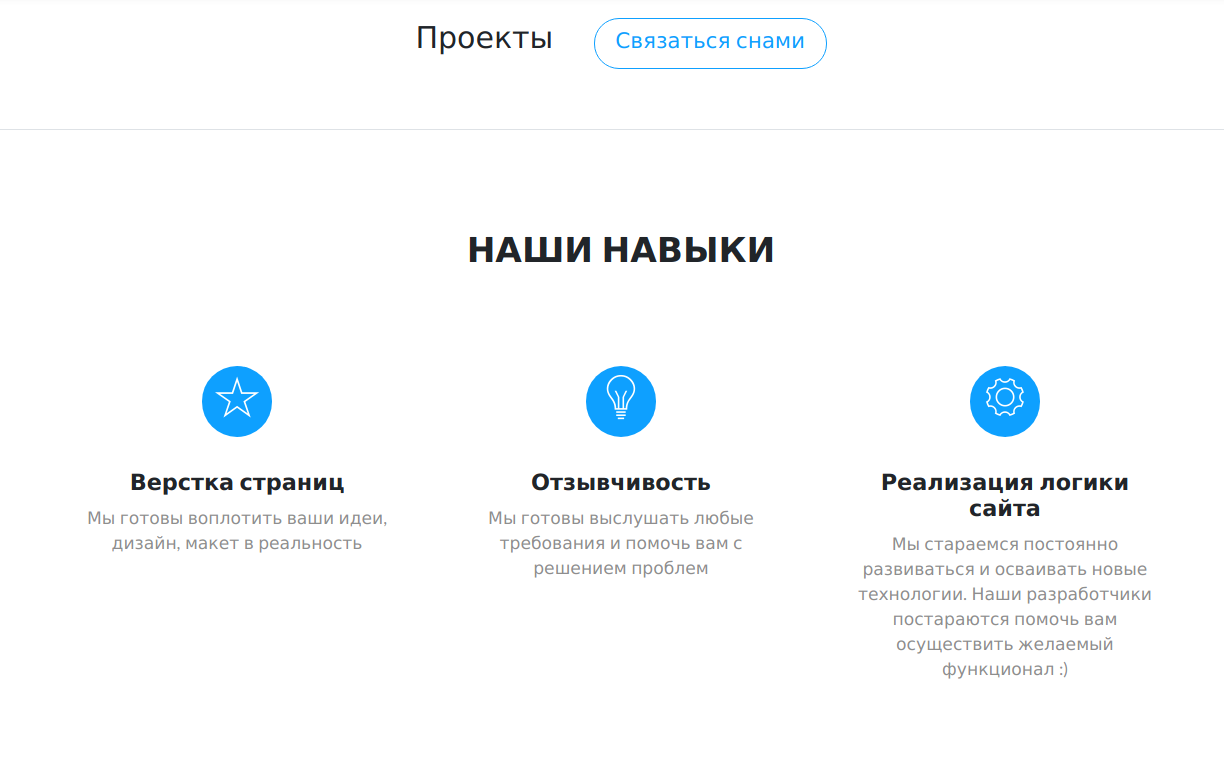 Проекты Связаться снами
НАШИ НАВЫКИ
Верстка страниц
Мы готовы воплотить ваши идеи,
дизайн, макет в реальность
Отзывчивость
Мы готовы выслушать любые
требования и помочь вам с
решением проблем
Реализация логики
сайта
Мы стараемся постоянно
развиваться и осваивать новые
технологии. Наши разработчики
постараются помочь вам
осуществить желаемый
функционал :)